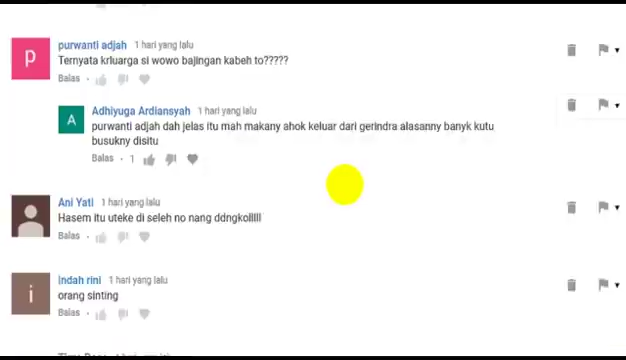 p
purwanti adjah 1 hari yang lalu
Ternyata krluarga si wowo bajingan kabeh to?????
Balas
A
Adhiyuga Ardiansyah 1 hari yang lalu
purwanti adjah dah jelas itu mah makany ahok keluar dari gerindra alasanny banyk kutu
busukny disitu
Balas · 1
Ani Yati 1 hari yang lalu
Hasem itu uteke di seleh no nang ddngkolllll
Balas
i
indah rini 1 hari yang lalu
orang sinting
Balas